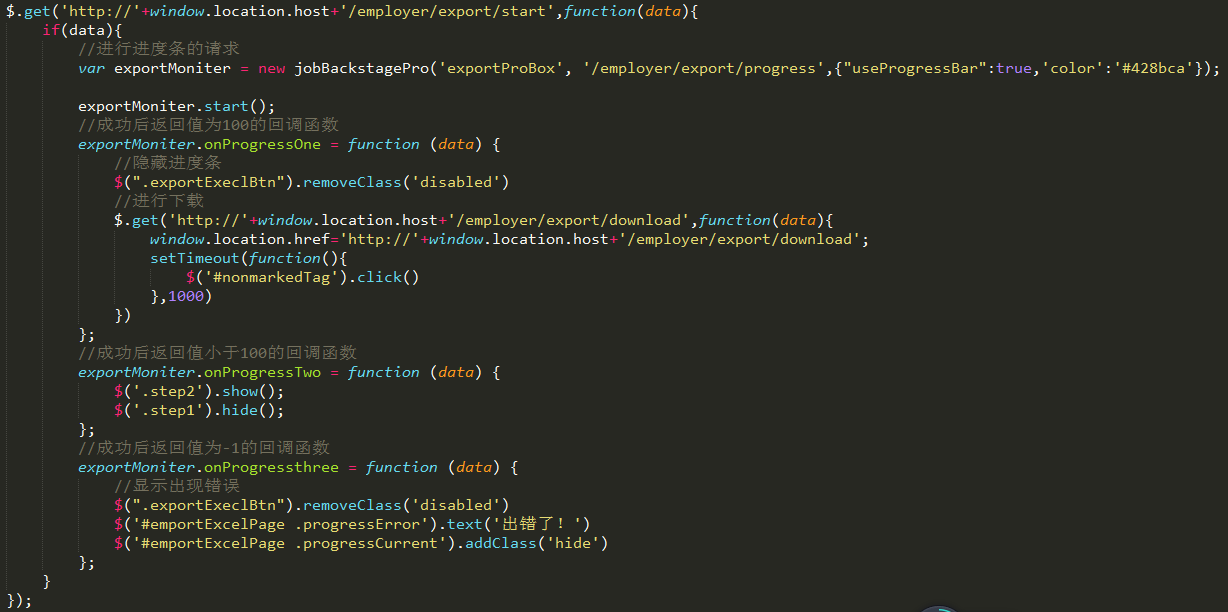 $.get('http://'+window.location.host+'/employer/export/start',function(data){
    if(data){
        //进行进度条的请求
        var exportMoniter = new jobBackstagePro('exportProBox', '/employer/export/progress',{"useProgressBar":true,'color':'#428bca'});

        exportMoniter.start();
        //成功后返回值为100的回调函数
        exportMoniter.onProgressOne = function (data) {
            //隐藏进度条
            $(".exportExeclBtn").removeClass('disabled')
            //进行下载
            $.get('http://'+window.location.host+'/employer/export/download',function(data){
                window.location.href='http://'+window.location.host+'/employer/export/download';
                setTimeout(function(){
                    $('#nonmarkedTag').click()
                },1000)
            })
        };
        //成功后返回值小于100的回调函数
        exportMoniter.onProgressTwo = function (data) {
            $('.step2').show();
            $('.step1').hide();
        };
        //成功后返回值为-1的回调函数
        exportMoniter.onProgressthree = function (data) {
            //显示出现错误
            $(".exportExeclBtn").removeClass('disabled')
            $('#emportExcelPage .progressError').text('出错了！')
            $('#emportExcelPage .progressCurrent').addClass('hide')
        };
    }
});